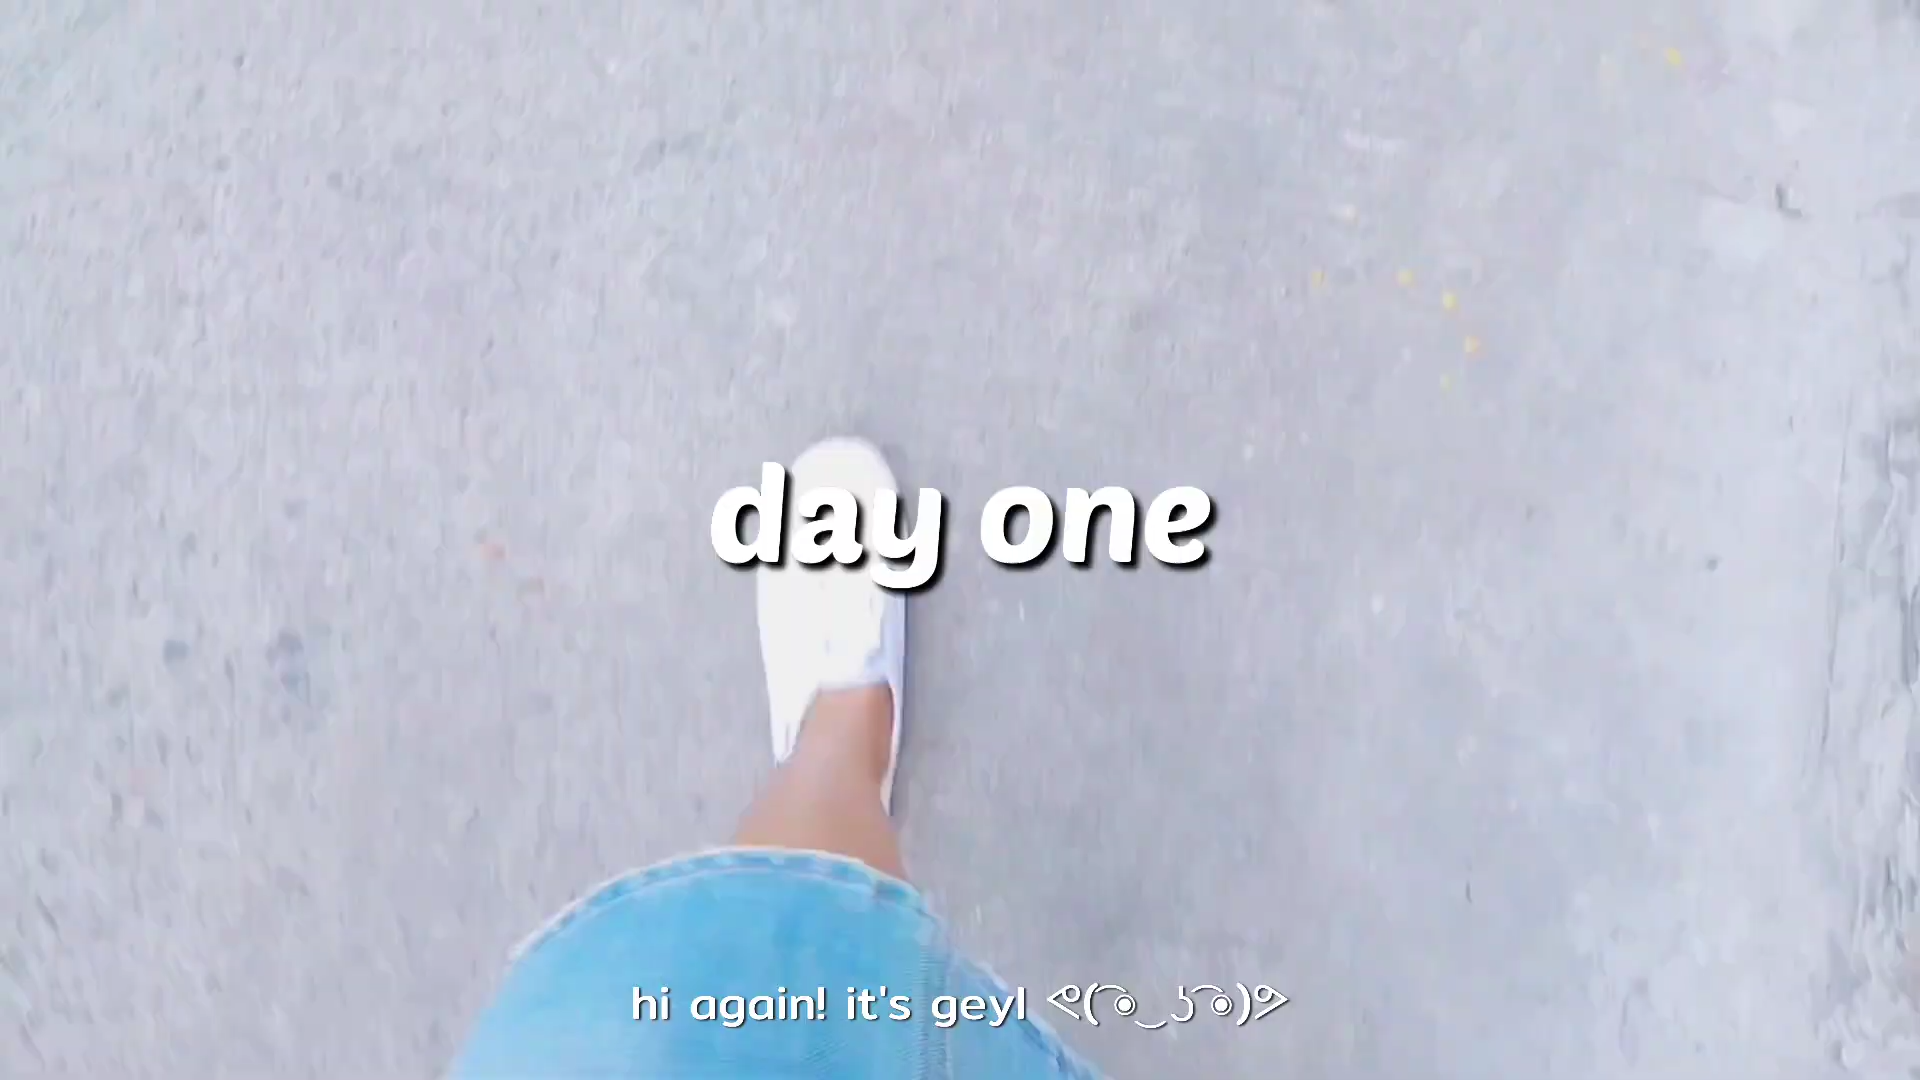 day one
hi again! it's geyl ᕙ(͡◉ ͜ ʖ ͡◉)ᕗ